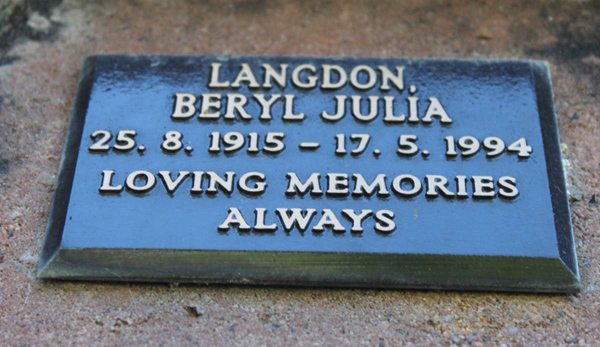 LANGDON,
BERYL JULIA
25. 8. 1915 – 17. 5. 1994
LOVING MEMORIES
ALWAYS